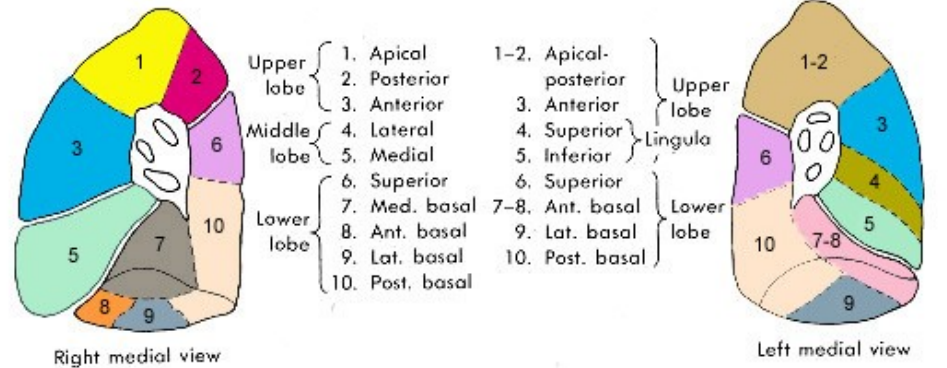 1
2
3
6
5
7
10
8
9
Right medial view
Upper lobe
1. Apical
2. Posterior
3. Anterior
Middle lobe
4. Lateral
5. Medial
Lower lobe
6. Superior
7. Med. basal
8. Ant. basal
9. Lat. basal
10. Post. basal
1–2. Apical-
posterior
3. Anterior
Upper lobe
4. Superior
5. Inferior
Lingula
6. Superior
7–8. Ant. basal
9. Lat. basal
10. Post. basal
Lower lobe
1-2
3
6
4
5
10
7-8
9
Left medial view